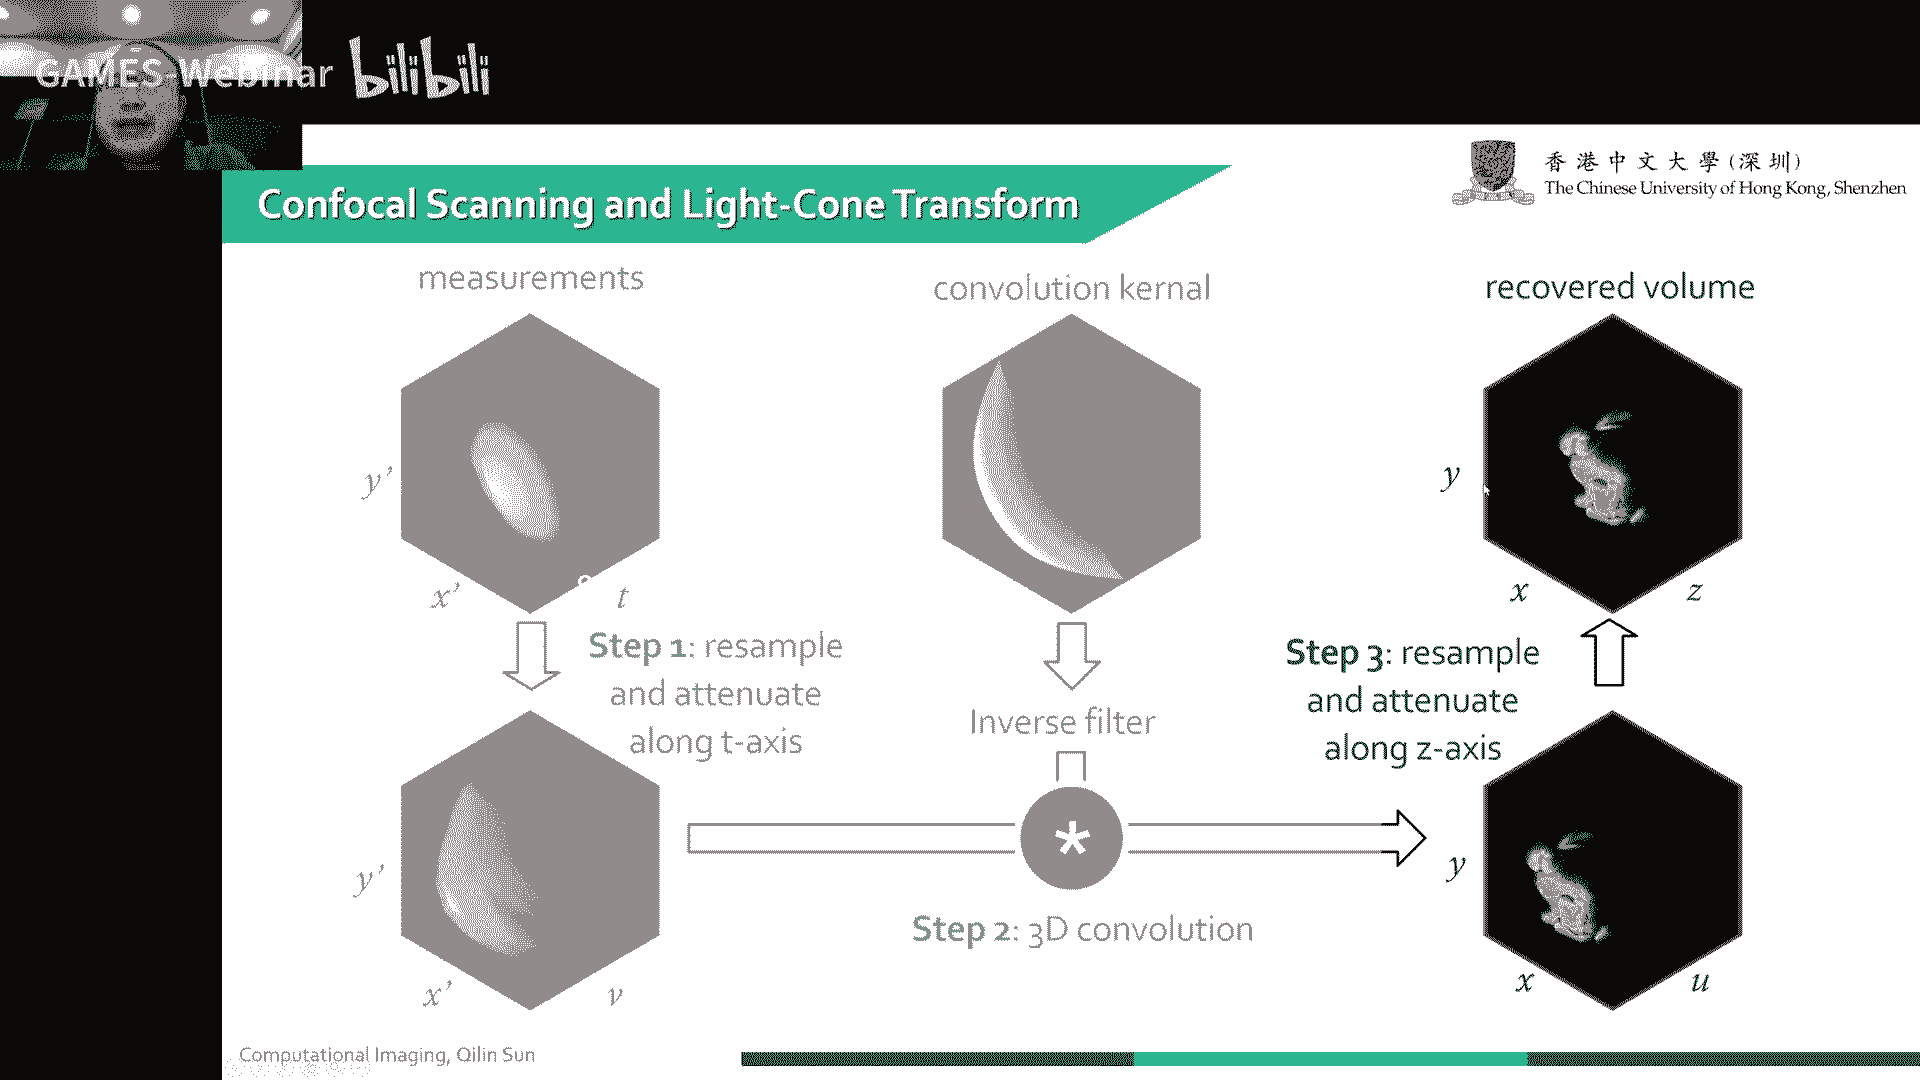 GAMES-Webinar bilibili
香港中文大學(深圳)
The Chinese University of Hong Kong, Shenzhen
Confocal Scanning and Light-Cone Transform
measurements
convolution kernal
recovered volume
y'
x'
t
y
x
z
Step 1: resample
and attenuate
along t-axis
Inverse filter
Step 3: resample
and attenuate
along z-axis
*
y'
x'
v
Step 2: 3D convolution
y
x
u
Computational Imaging, Qilin Sun